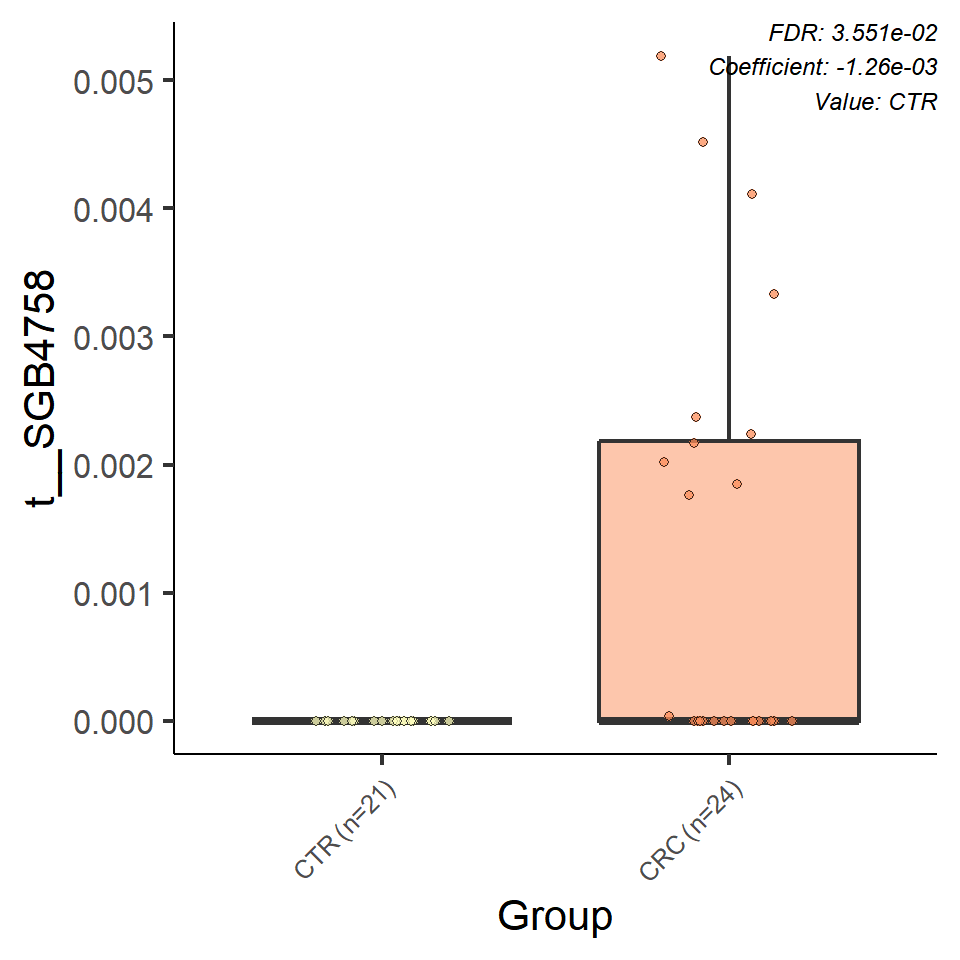 FDR: 3.551e-02
Coefficient: -1.26e-03
Value: CTR
t__SGB4758
0.005
0.004
0.003
0.002
0.001
0.000
CTR (n=21)
CRC (n=24)
Group